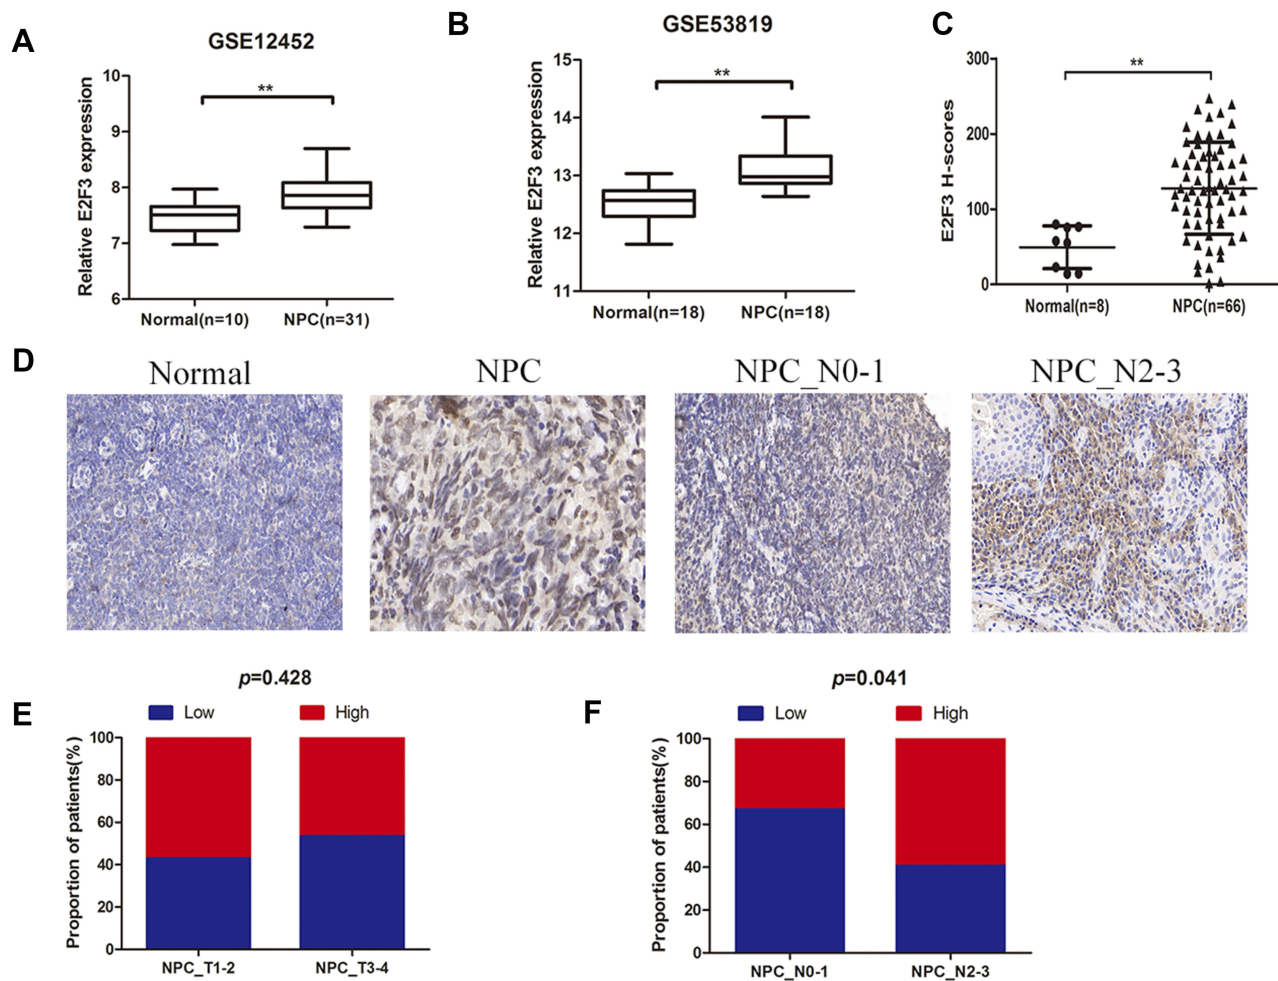 A
GSE12452
Relative E2F3 expression
**
10
9
8
7
6
Normal(n=10) NPC(n=31)
B
GSE53819
Relative E2F3 expression
**
15
14
13
12
11
Normal(n=18) NPC(n=18)
C
E2F3 H-scores
**
300
200
100
0
Normal(n=8) NPC(n=66)
D
Normal NPC NPC_N0-1 NPC_N2-3
E
p=0.428
Low High
Proportion of patients(%)
100
80
60
40
20
0
NPC_T1-2 NPC_T3-4
F
p=0.041
Low High
Proportion of patients(%)
100
80
60
40
20
0
NPC_N0-1 NPC_N2-3